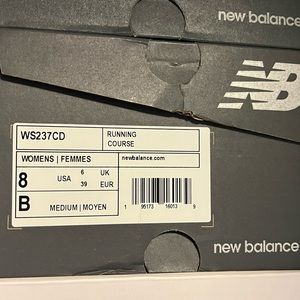 new balance
WS237CD
RUNNING
COURSE
WOMENS | FEMMES
newbalance.com
8 USA 6 UK
39 EUR
B MEDIUM | MOYEN
1 95173 16013 9
new balance